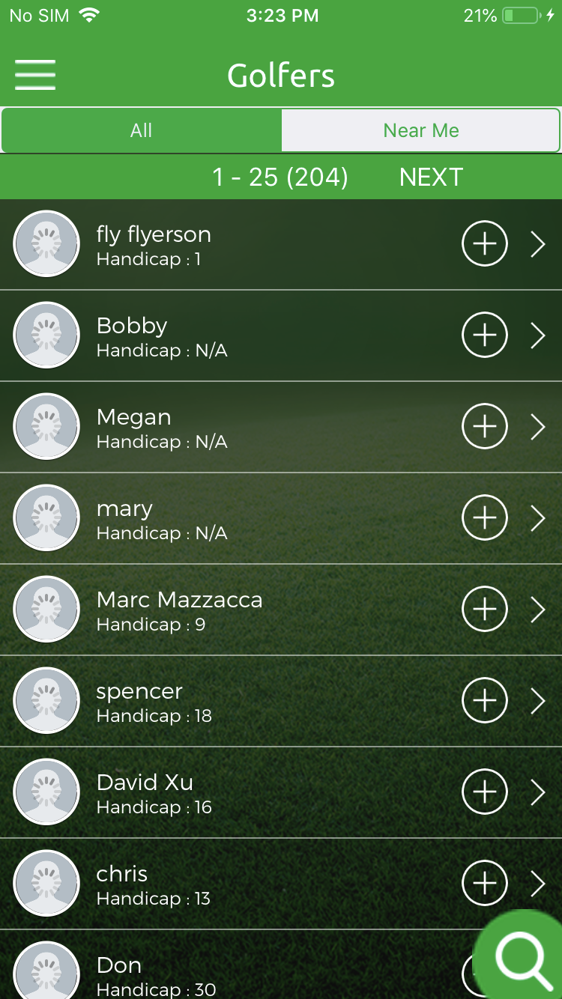 No SIM 3:23 PM 21%
Golfers
All Near Me
1 - 25 (204) NEXT
fly flyerson
Handicap : 1
Bobby
Handicap : N/A
Megan
Handicap : N/A
mary
Handicap : N/A
Marc Mazzacca
Handicap : 9
spencer
Handicap : 18
David Xu
Handicap : 16
chris
Handicap : 13
Don
Handicap : 30